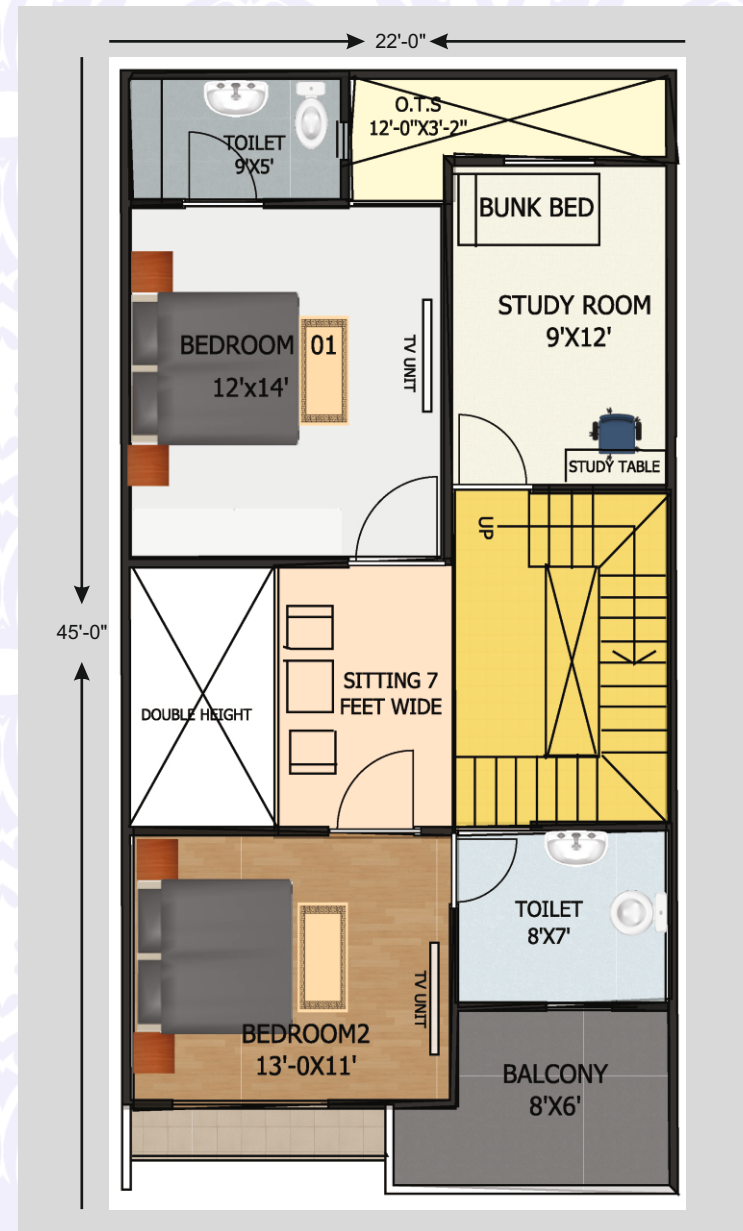 22'-0"
O.T.S
12'-0"X3'-2"
TOILET
9'X5'
BUNK BED
STUDY ROOM
9'X12'
BEDROOM 01
12'x14'
TV UNIT
STUDY TABLE
UP
45'-0"
SITTING 7
FEET WIDE
DOUBLE HEIGHT
TOILET
8'X7'
TV UNIT
BEDROOM2
13'-0X11'
BALCONY
8'X6'